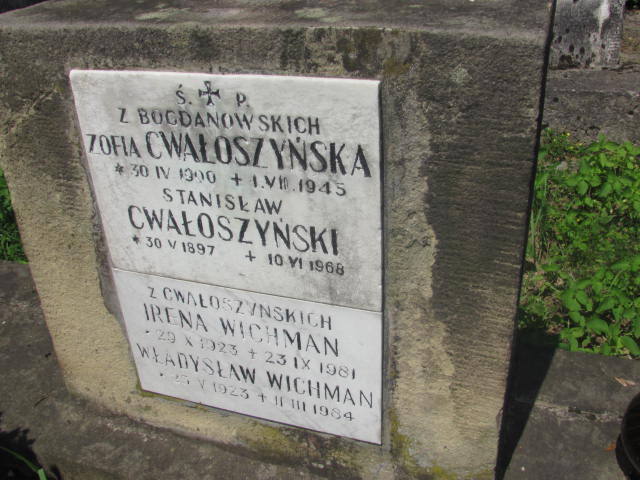 Ś. P.
Z BOGDANOWSKICH
ZOFIA CWAŁOSZYŃSKA
* 30 IV 1900 + 1. VIII. 1945
STANISŁAW
CWAŁOSZYŃSKI
* 30 V 1897 + 10 VI 1968
Z CWAŁOSZYŃSKICH
IRENA WICHMAN
* 29 X 1923 + 23 IX 1981
WŁADYSŁAW WICHMAN
V 1923 + 11 III 1984